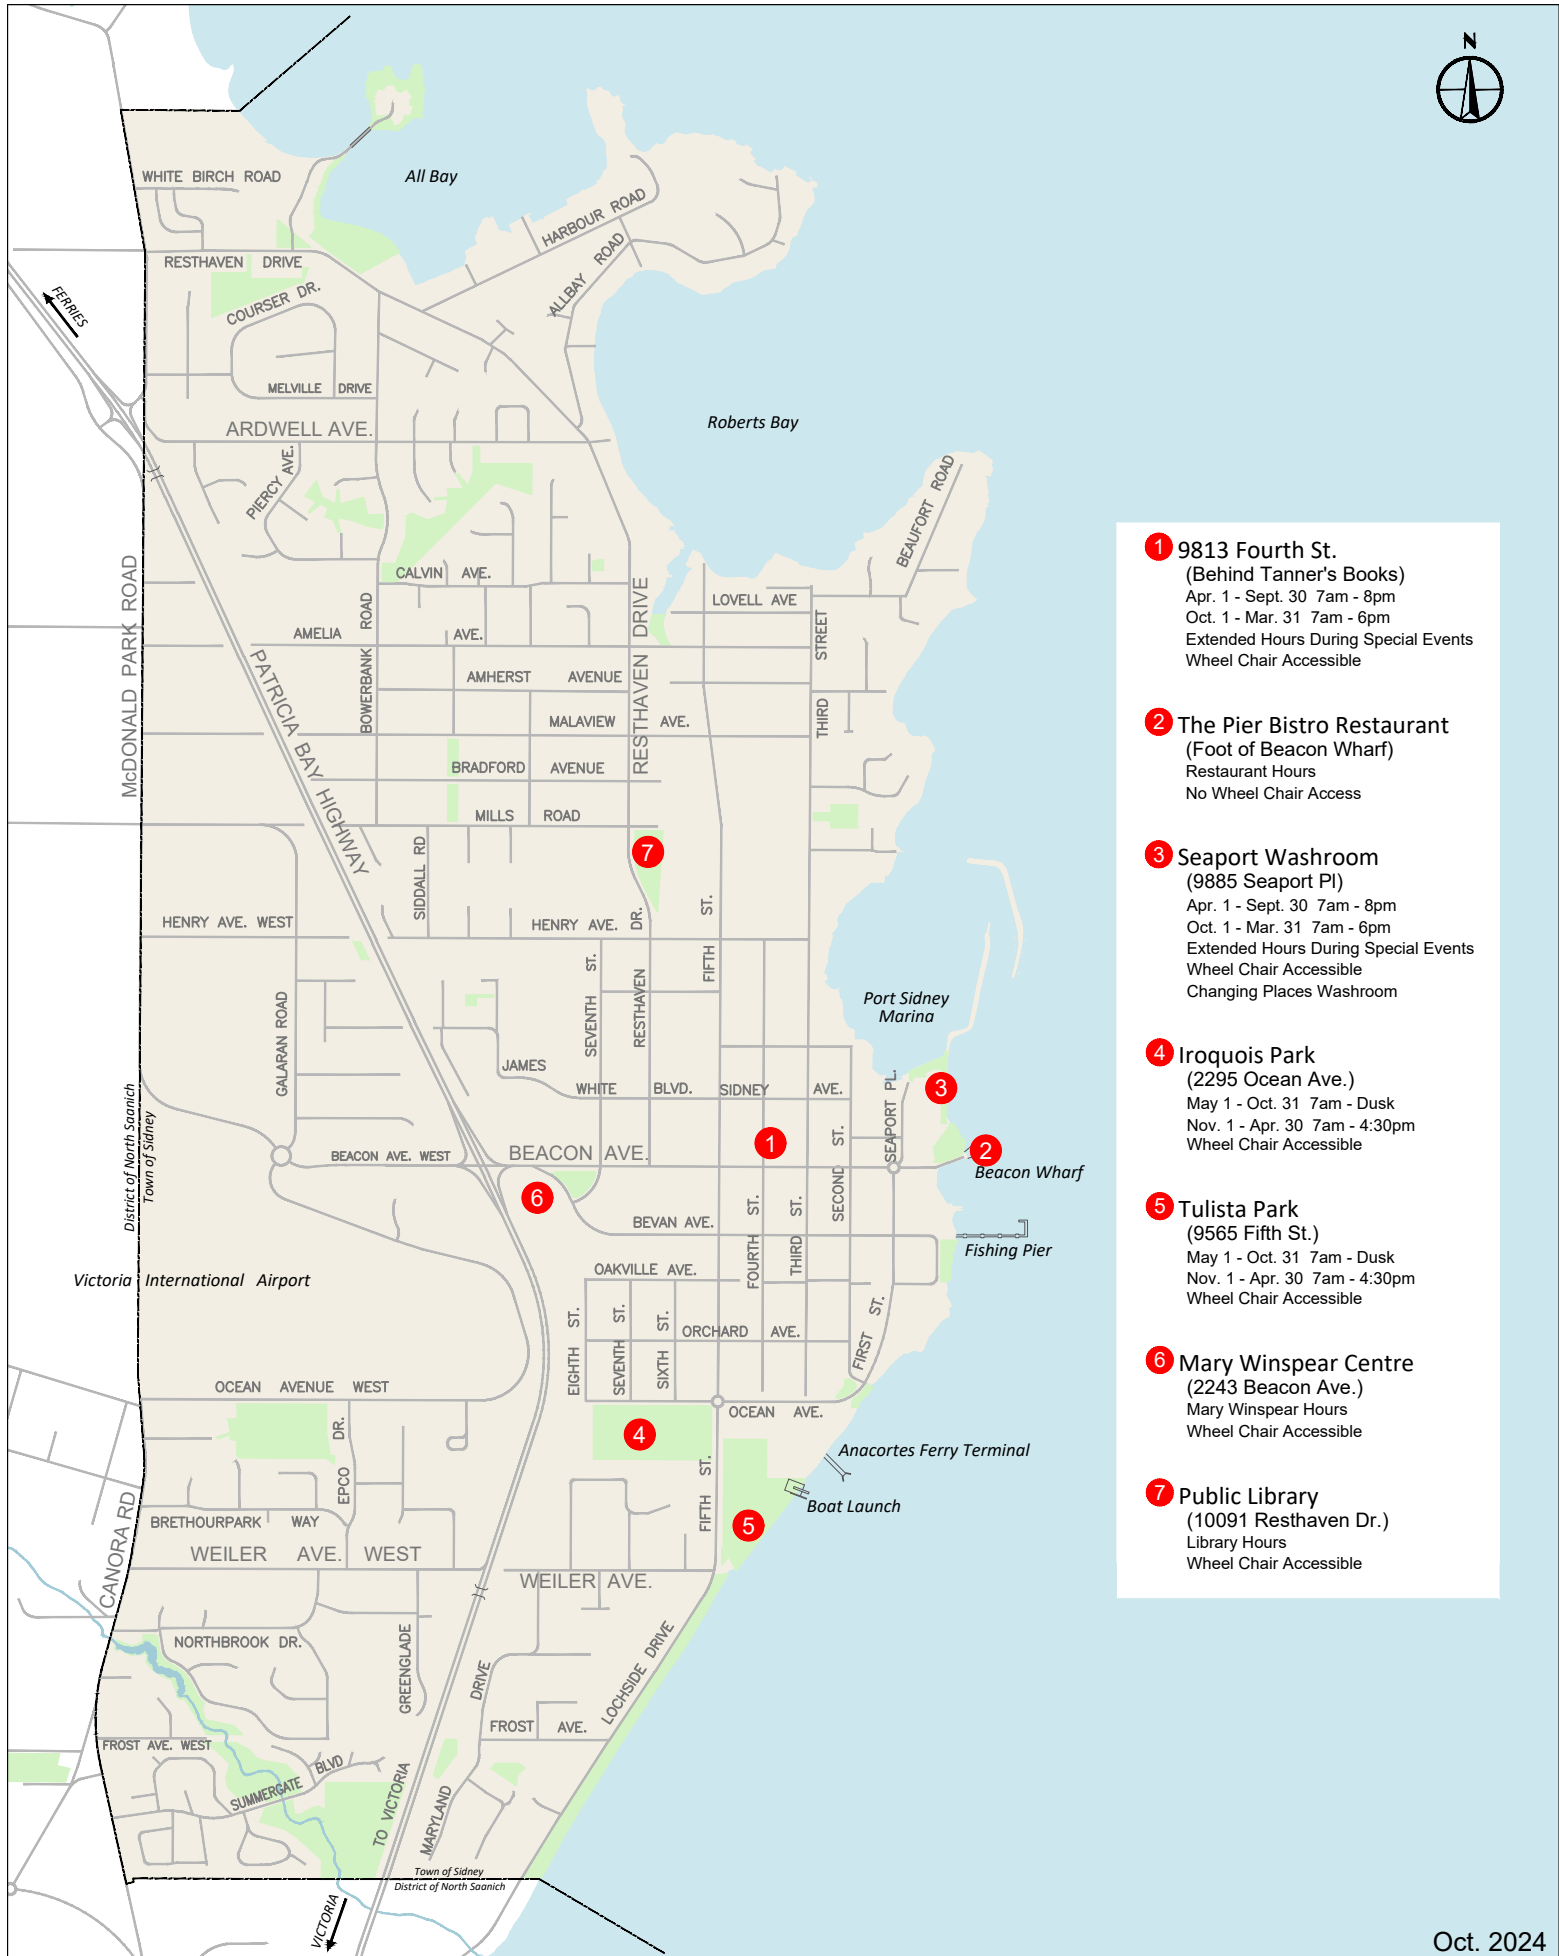 N
All Bay
WHITE BIRCH ROAD
HARBOUR ROAD
ALLBAY ROAD
RESTHAVEN DRIVE
COURSER DR.
FERRIES
MELVILLE DRIVE
ARDWELL AVE.
Roberts Bay
PIERCY AVE.
BEAUFORT ROAD
CALVIN AVE.
LOVELL AVE
McDONALD PARK ROAD
BOWERBANK ROAD
RESTHAVEN DRIVE
THIRD STREET
AMELIA AVE.
PATRICIA BAY HIGHWAY
AMHERST AVENUE
MALAVIEW AVE.
BRADFORD AVENUE
MILLS ROAD
7
SIDDALL RD
HENRY AVE. WEST
HENRY AVE.
RESTHAVEN DR.
FIFTH ST.
SEVENTH ST.
GALARAN ROAD
Port Sidney
Marina
JAMES WHITE BLVD.
SIDNEY AVE.
SEAPORT PL.
3
1
2
District of North Saanich
Town of Sidney
BEACON AVE. WEST
BEACON AVE.
Beacon Wharf
6
SECOND ST.
FOURTH ST.
THIRD ST.
BEVAN AVE.
Fishing Pier
OAKVILLE AVE.
Victoria International Airport
EIGHTH ST.
SEVENTH ST.
SIXTH ST.
ORCHARD AVE.
FIRST ST.
OCEAN AVENUE WEST
OCEAN AVE.
4
Anacortes Ferry Terminal
EPCO DR.
FIFTH ST.
Boat Launch
5
CANORA RD
BRETHOURPARK WAY
WEILER AVE. WEST
WEILER AVE.
NORTHBROOK DR.
GREENGLADE
LOCHSIDE DRIVE
MARYLAND DRIVE
FROST AVE.
FROST AVE. WEST
SUMMERGATE BLVD
TO VICTORIA
Town of Sidney
District of North Saanich
VICTORIA
1 9813 Fourth St.
(Behind Tanner's Books)
Apr. 1 - Sept. 30 7am - 8pm
Oct. 1 - Mar. 31 7am - 6pm
Extended Hours During Special Events
Wheel Chair Accessible
2 The Pier Bistro Restaurant
(Foot of Beacon Wharf)
Restaurant Hours
No Wheel Chair Access
3 Seaport Washroom
(9885 Seaport Pl)
Apr. 1 - Sept. 30 7am - 8pm
Oct. 1 - Mar. 31 7am - 6pm
Extended Hours During Special Events
Wheel Chair Accessible
Changing Places Washroom
4 Iroquois Park
(2295 Ocean Ave.)
May 1 - Oct. 31 7am - Dusk
Nov. 1 - Apr. 30 7am - 4:30pm
Wheel Chair Accessible
5 Tulista Park
(9565 Fifth St.)
May 1 - Oct. 31 7am - Dusk
Nov. 1 - Apr. 30 7am - 4:30pm
Wheel Chair Accessible
6 Mary Winspear Centre
(2243 Beacon Ave.)
Mary Winspear Hours
Wheel Chair Accessible
7 Public Library
(10091 Resthaven Dr.)
Library Hours
Wheel Chair Accessible
Oct. 2024